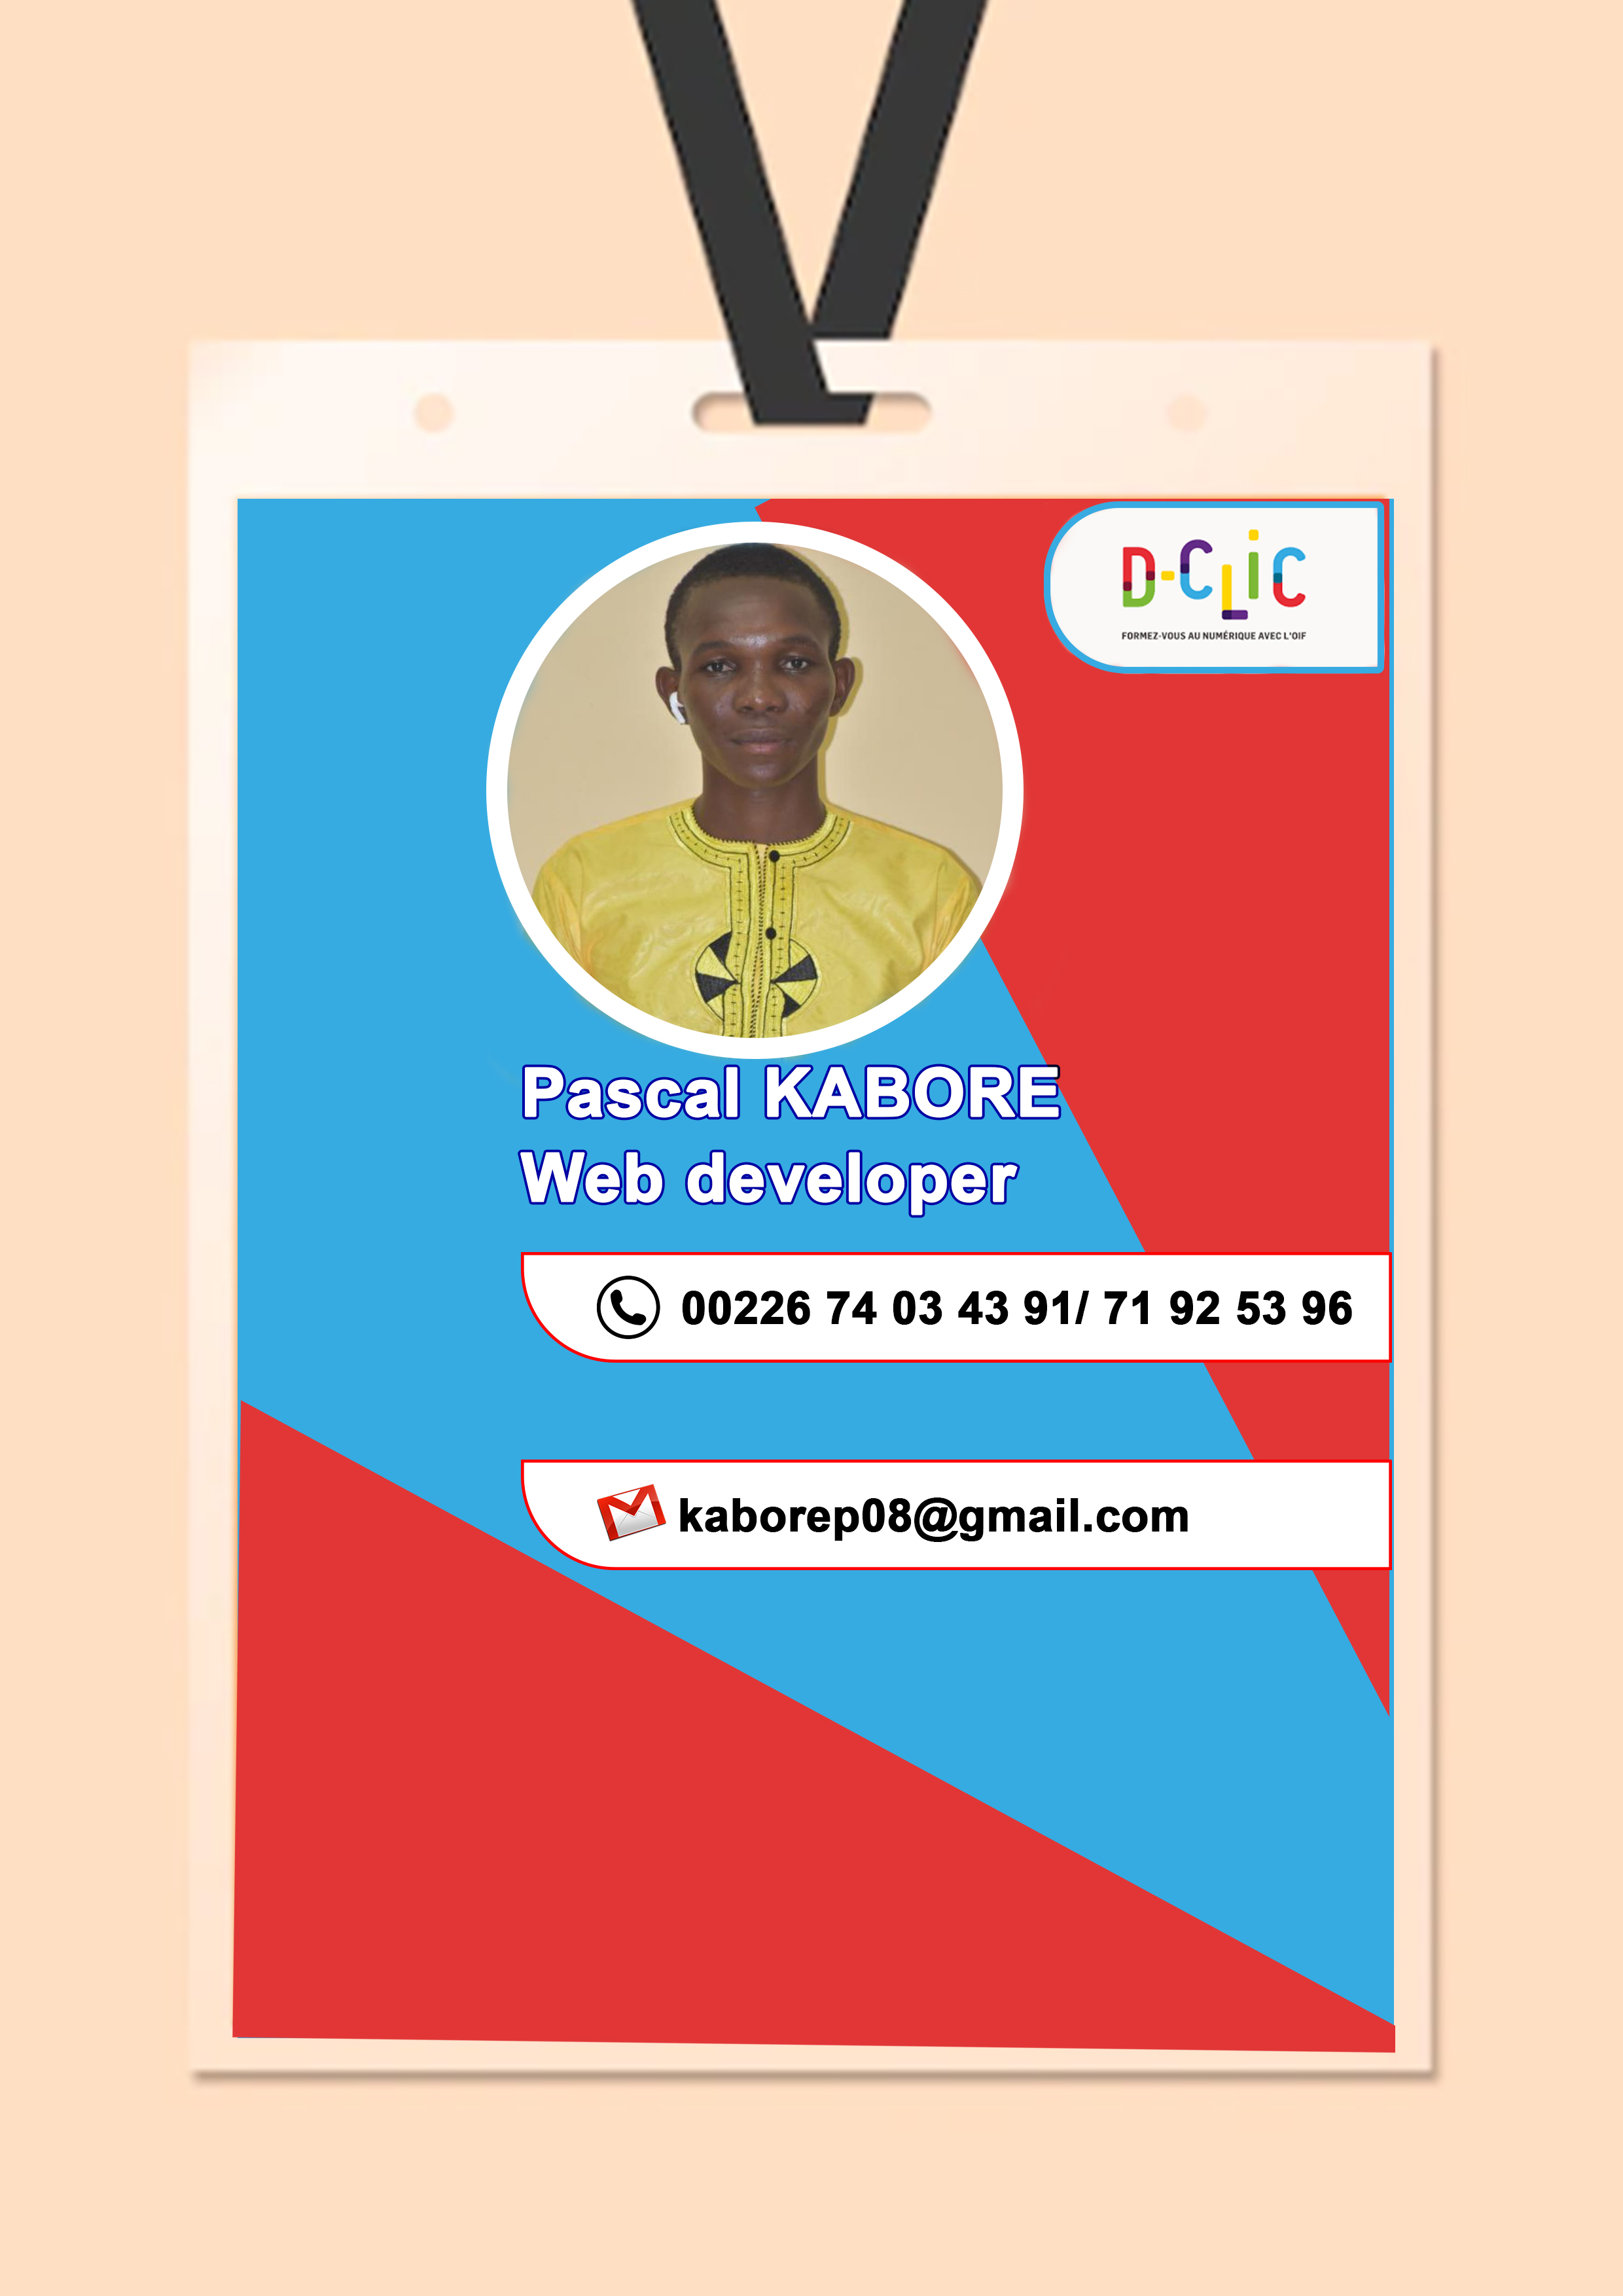 D-CLiC
FORMEZ-VOUS AU NUMÉRIQUE AVEC L'OIF
Pascal KABORE
Web developer
00226 74 03 43 91/ 71 92 53 96
kaborep08@gmail.com